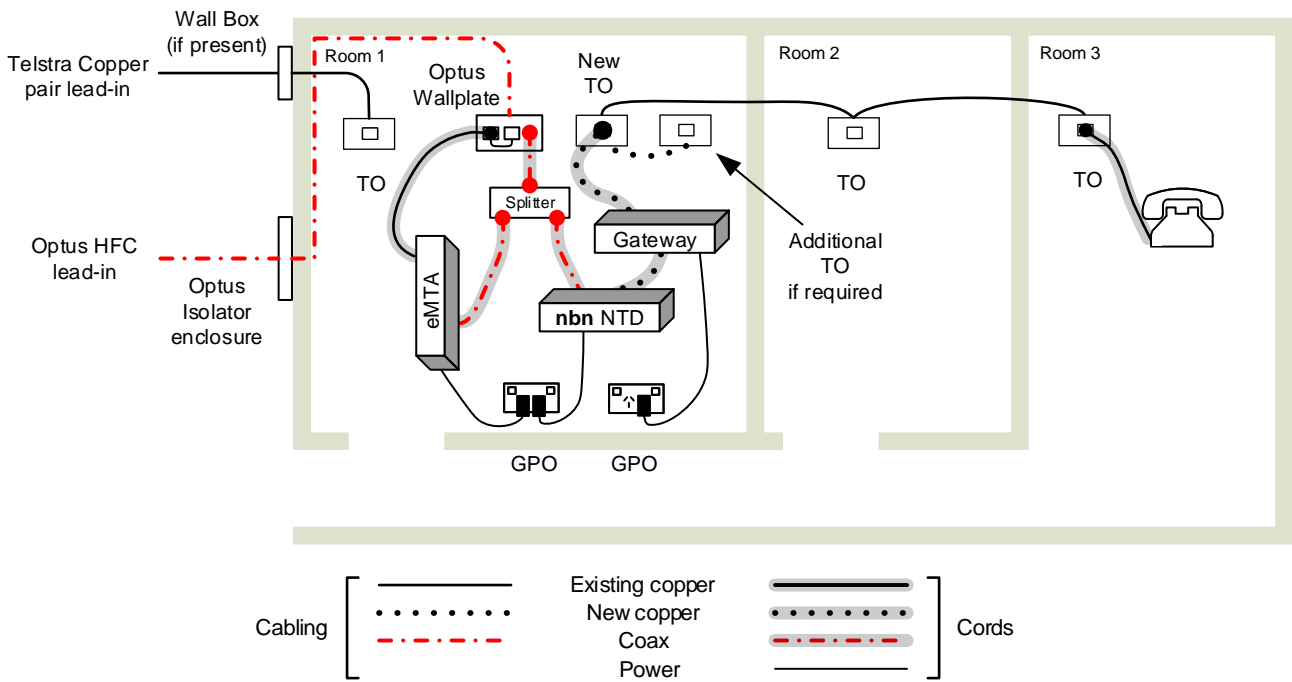 Wall Box
(if present)
Telstra Copper
pair lead-in
Room 1
Optus
Wallplate
New
TO
Room 2
Room 3
TO
TO
TO
Splitter
Gateway
Additional
TO
if required
Optus HFC
lead-in
Optus
Isolator
enclosure
eMTA
nbn NTD
GPO
GPO
Cabling
Existing copper
New copper
Coax
Power
Cords